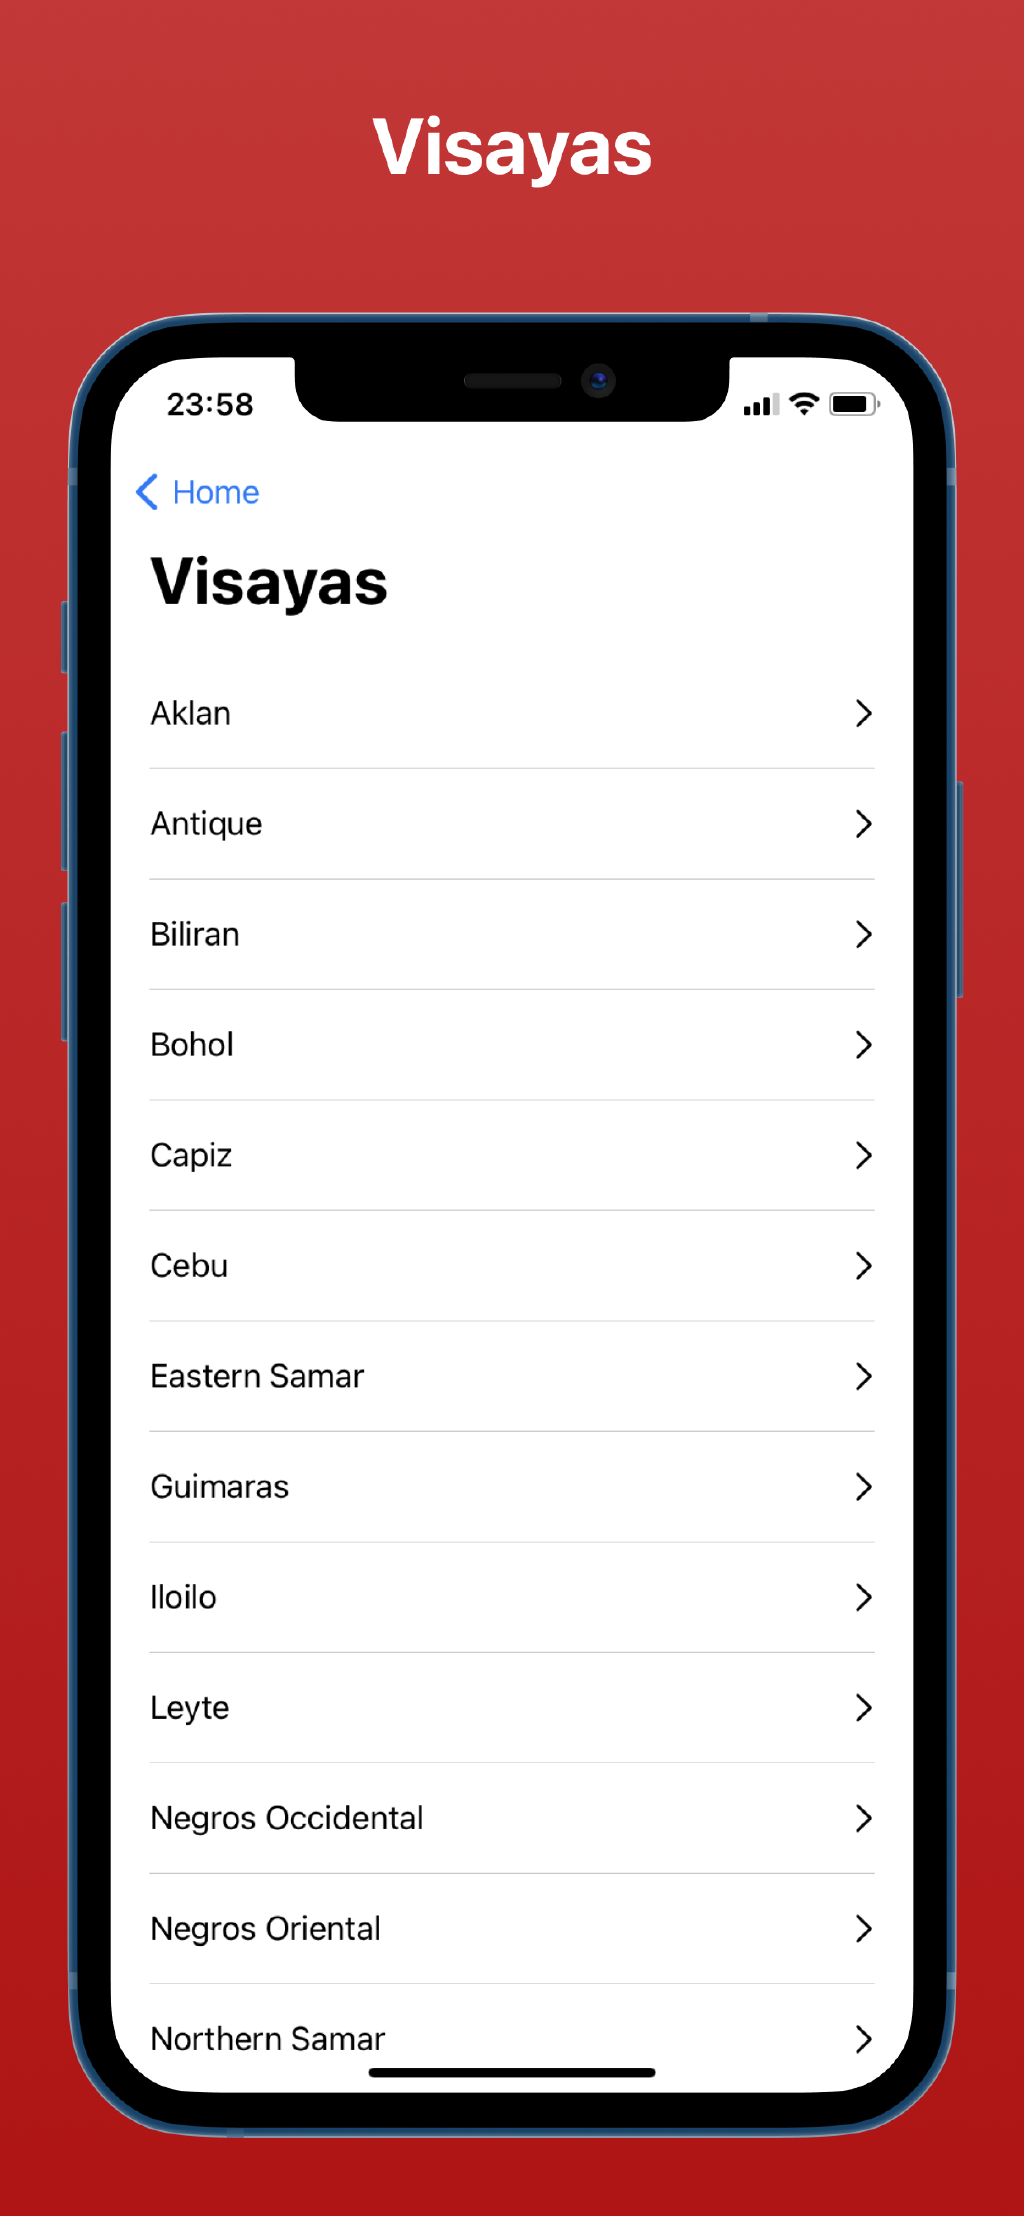 Visayas
23:58
Home
Visayas
Aklan
Antique
Biliran
Bohol
Capiz
Cebu
Eastern Samar
Guimaras
Iloilo
Leyte
Negros Occidental
Negros Oriental
Northern Samar